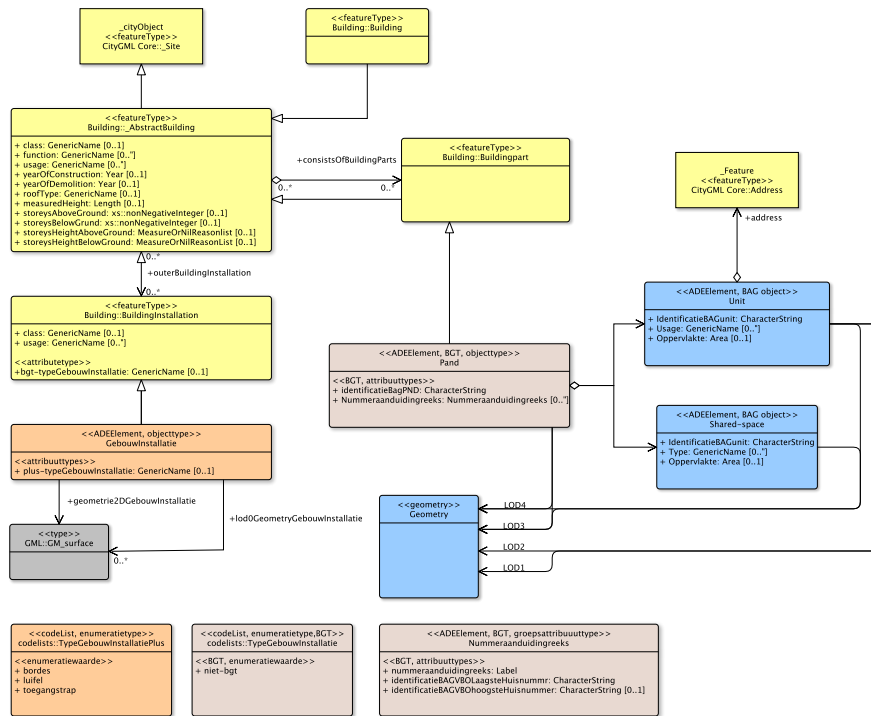 _cityObject
<<featureType>>
CityGML Core::_Site
<<featureType>>
Building::Building
<<featureType>>
Building::_AbstractBuilding
+ class: GenericName [0..1]
+ function: GenericName [0..*]
+ usage: GenericName [0..*]
+ yearOfConstruction: Year [0..1]
+ yearOfDemolition: Year [0..1]
+ roofType: GenericName [0..1]
+ measuredHeight: Length [0..1]
+ storeysAboveGround: xs::nonNegativeInteger [0..1]
+ storeysBelowGrund: xs::nonNegativeInteger [0..1]
+ storeysHeightAboveGround: MeasureOrNilReasonlist [0..1]
+ storeysHeightBelowGround: MeasureOrNilReasonList [0..1]
+consistsOfBuildingParts
0..*
0..*
<<featureType>>
Building::Buildingpart
_Feature
<<featureType>>
CityGML Core::Address
+address
0..*
+outerBuildingInstallation
0..*
<<featureType>>
Building::BuildingInstallation
+ class: GenericName [0..1]
+ usage: GenericName [0..*]
<<attributetype>>
+bgt-typeGebouwInstallatie: GenericName [0..1]
<<ADEElement, BGT, objecttype>>
Pand
<<BGT, attribuuttypes>>
+ identificatieBagPND: CharacterString
+ Nummeraanduidingreeks: Nummeraanduidingreeks [0..*]
<<ADEElement, BAG object>>
Unit
+ IdentificatieBAGunit: CharacterString
+ Usage: GenericName [0..*]
+ Oppervlakte: Area [0..1]
<<ADEElement, BAG object>>
Shared-space
+ IdentificatieBAGunit: CharacterString
+ Type: GenericName [0..*]
+ Oppervlakte: Area [0..1]
<<ADEElement, objecttype>>
GebouwInstallatie
<<attribuuttypes>>
+ plus-typeGebouwInstallatie: GenericName [0..1]
+geometrie2DGebouwInstallatie
+lod0GeometryGebouwInstallatie
<<type>>
GML::GM_surface
0..*
<<geometry>>
Geometry
LOD4
LOD3
LOD2
LOD1
<<codeList, enumeratietype>>
codelists::TypeGebouwInstallatiePlus
<<enumeratiewaarde>>
+ bordes
+ luifel
+ toegangstrap
<<codeList, enumeratietype,BGT>>
codelists::TypeGebouwInstallatie
<<BGT, enumeratiewaarde>>
+ niet-bgt
<<ADEElement, BGT, groepsattribuuuttype>>
Nummeraanduidingreeks
<<BGT, attribuuttypes>>
+ nummeraanduidingreeks: Label
+ identificatieBAGVBOLaagsteHuisnummr: CharacterString
+ identificatieBAGVBOhoogsteHuisnummer: CharacterString [0..1]